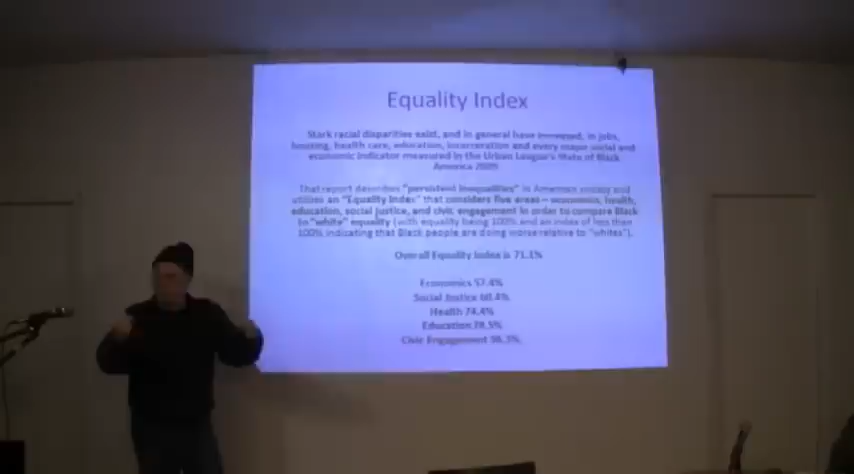 Equality Index
Stark racial disparities exist, and in general have increased, in jobs,
housing, health care, education, incarceration and every major social and
economic indicator measured in the Urban League's State of Black
America 2009
That report describes "persistent inequalities" in American society and
utilizes an "Equality Index" that considers five areas – economics, health,
education, social justice, and civic engagement in order to compare Black
to "white" equality (with equality being 100% and an index of less than
100% indicating that Black people are doing worse relative to "whites").
Overall Equality Index is 71.1%
Economics 57.4%
Social Justice 60.4%
Health 74.4%
Education 78.5%
Civic Engagement 96.3%